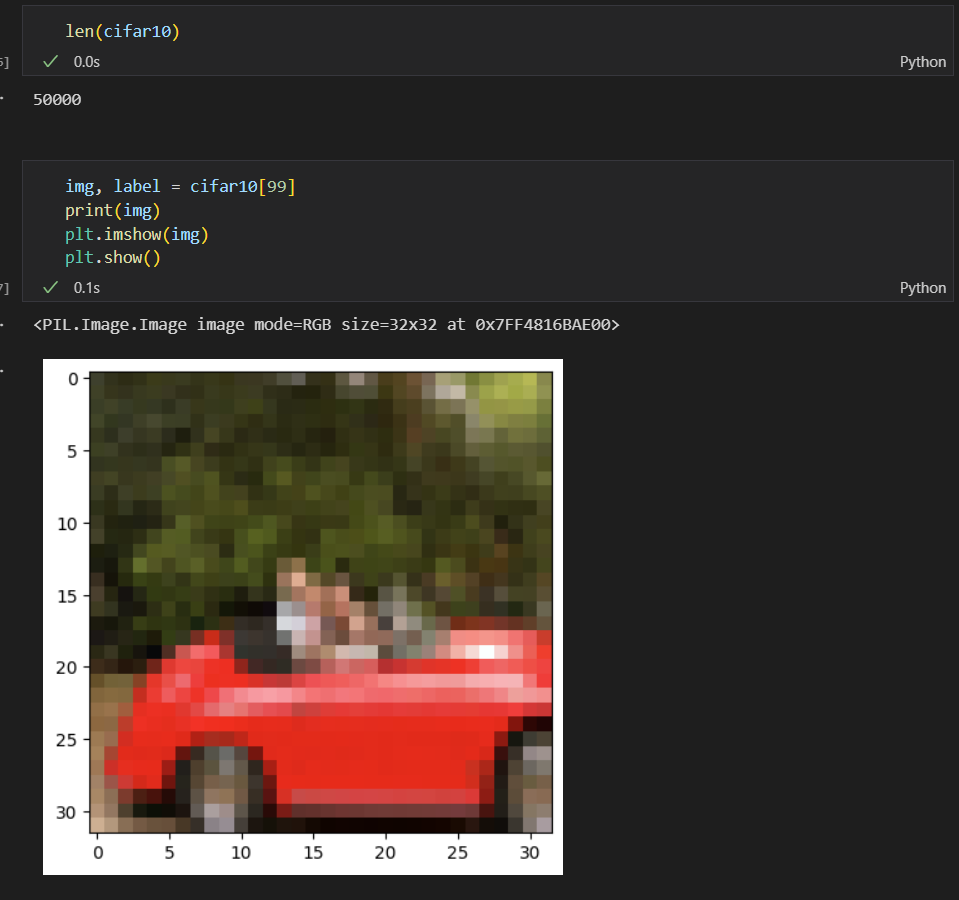 len(cifar10)
0.0s
Python
50000
img, label = cifar10[99]
print(img)
plt.imshow(img)
plt.show()
0.1s
Python
<PIL.Image.Image image mode=RGB size=32x32 at 0x7FF4816BAE00>
0
5
10
15
20
25
30
0 5 10 15 20 25 30